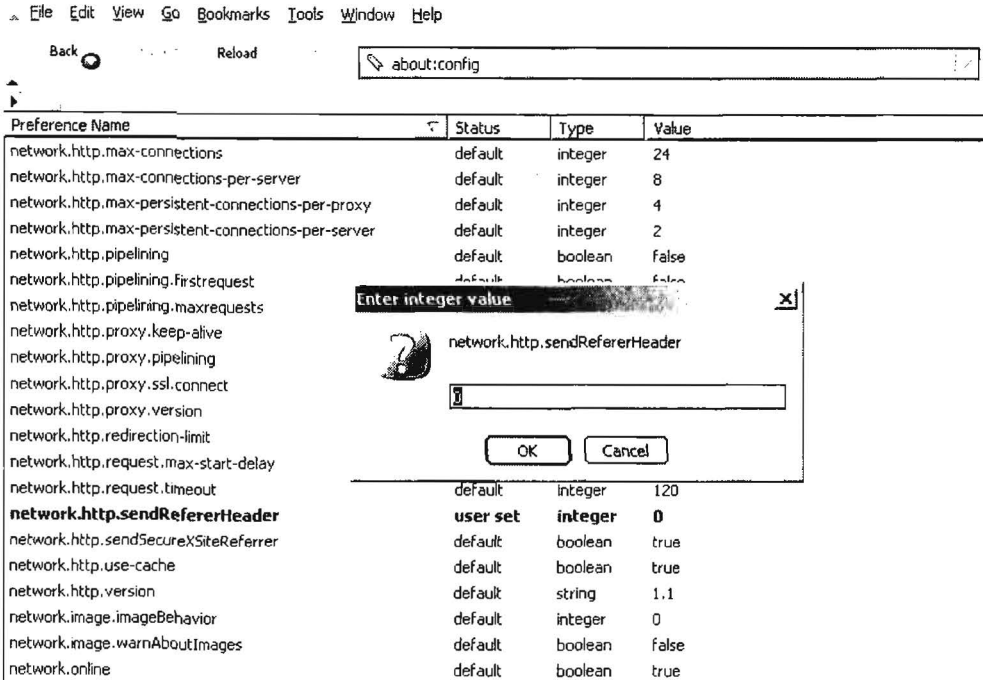 File Edit View Go Bookmarks Tools Window Help
Back Reload about:config
Preference Name Status Type Value
network.http.max-connections default integer 24
network.http.max-connections-per-server default integer 8
network.http.max-persistent-connections-per-proxy default integer 4
network.http.max-persistent-connections-per-server default integer 2
network.http.pipelining default boolean false
network.http.pipelining.firstrequest default boolean false
Enter integer value
network.http.pipelining.maxrequests
network.http.proxy.keep-alive
network.http.sendRefererHeader
network.http.proxy.pipelining
network.http.proxy.ssl.connect
0
network.http.proxy.version
network.http.redirection-limit
OK Cancel
network.http.request.max-start-delay
network.http.request.timeout default integer 120
network.http.sendRefererHeader user set integer 0
network.http.sendSecureXSiteReferrer default boolean true
network.http.use-cache default boolean true
network.http.version default string 1.1
network.image.imageBehavior default integer 0
network.image.warnAboutImages default boolean false
network.online default boolean true